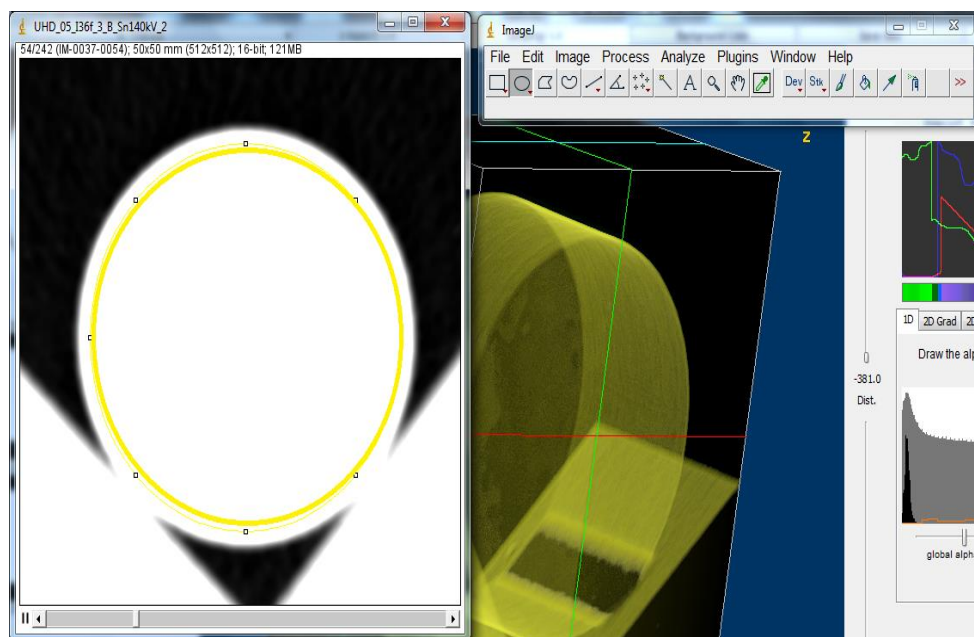 UHD_05_I36f_3_B_Sn140kV_2
54/242 (IM-0037-0054); 50x50 mm (512x512); 16-bit; 121MB
ImageJ
File Edit Image Process Analyze Plugins Window Help
Dev Stk >>
z
-381.0
Dist.
1D 2D Grad
Draw the alp
global alph